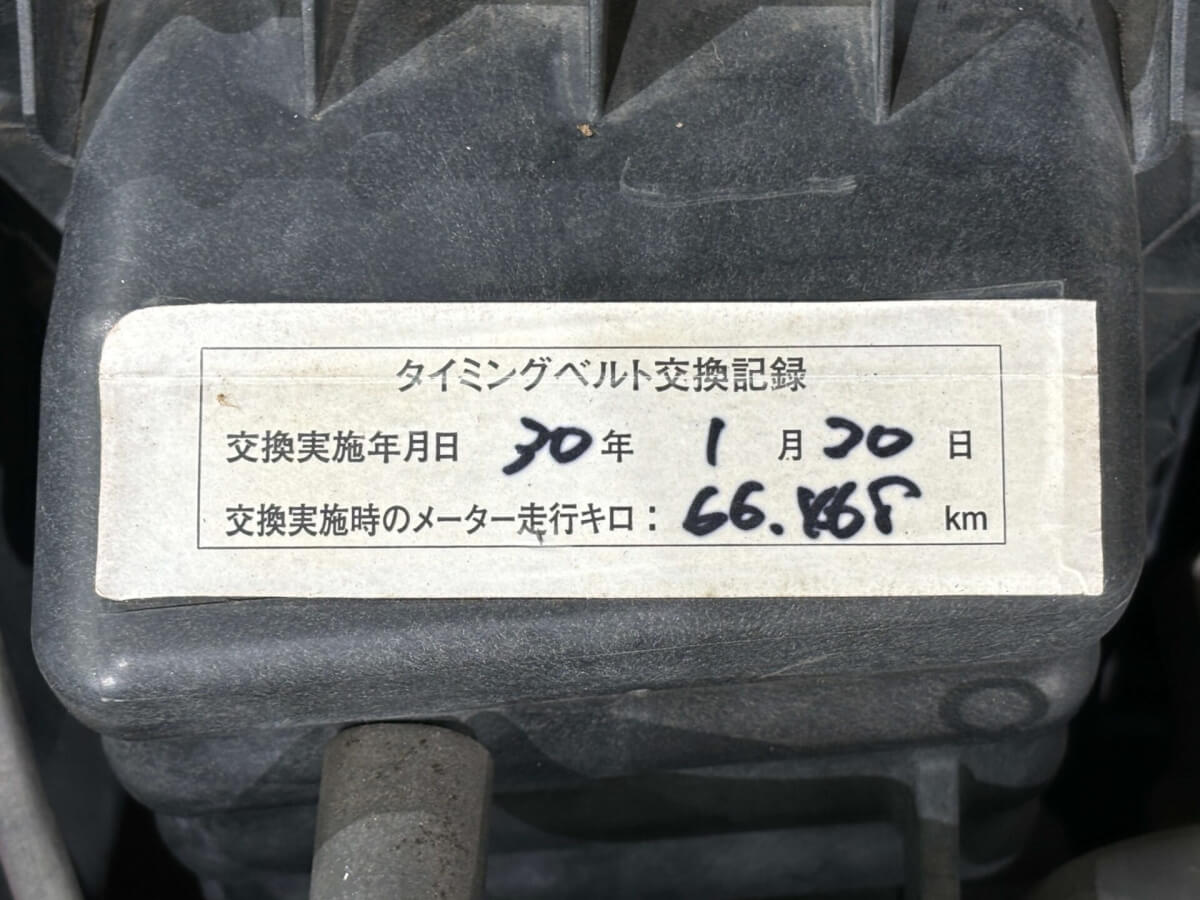 タイミングベルト交換記録
交換実施年月日 30年 1月20日
交換実施時のメーター走行キロ： km